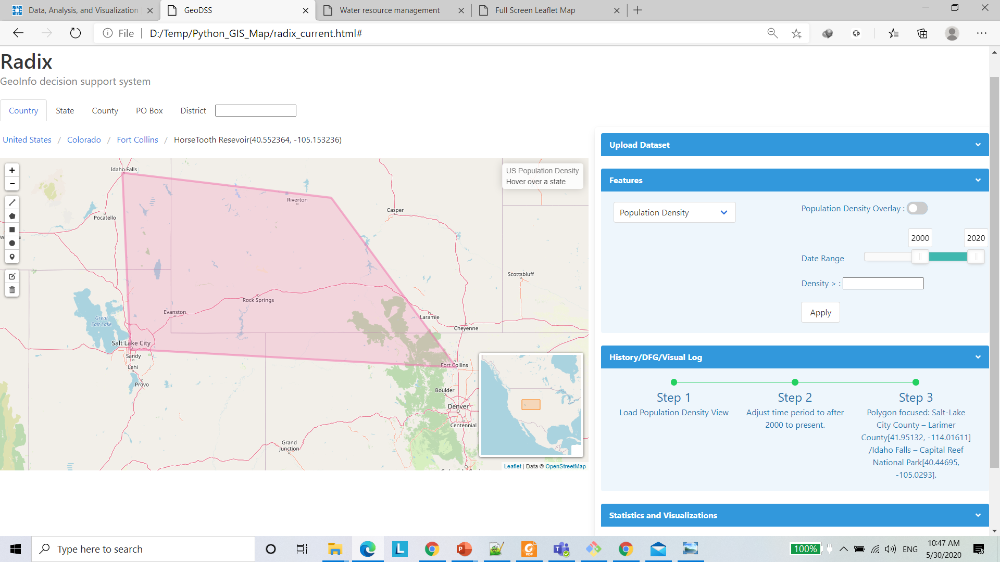 Data, Analysis, and Visualization
GeoDSS
Water resource management
Full Screen Leaflet Map
File
D:/Temp/Python_GIS_Map/radix_current.html#
Radix
GeoInfo decision support system
Country
State
County
PO Box
District
United States / Colorado / Fort Collins / HorseTooth Resevoir(40.552364, -105.153236)
+
−
US Population Density
Hover over a state
Idaho Falls
Riverton
Casper
Pocatello
Scottsbluff
Rock Springs
Evanston
Great
Salt Lake
Laramie
Cheyenne
Salt Lake City
Sandy
Lehi
Provo
Fort Collins
Boulder
Denver
Centennial
Grand
Junction
Leaflet | Data © OpenStreetMap
Upload Dataset
Features
Population Density
Population Density Overlay :
2000
2020
Date Range
Density > :
Apply
History/DFG/Visual Log
Step 1
Load Population Density View
Step 2
Adjust time period to after
2000 to present.
Step 3
Polygon focused: Salt-Lake
City County – Larimer
County[41.95132, -114.01611]
/Idaho Falls – Capital Reef
National Park[40.44695,
-105.0293].
Statistics and Visualizations
Type here to search
L
P
PDF
100%
ENG
10:47 AM
5/30/2020